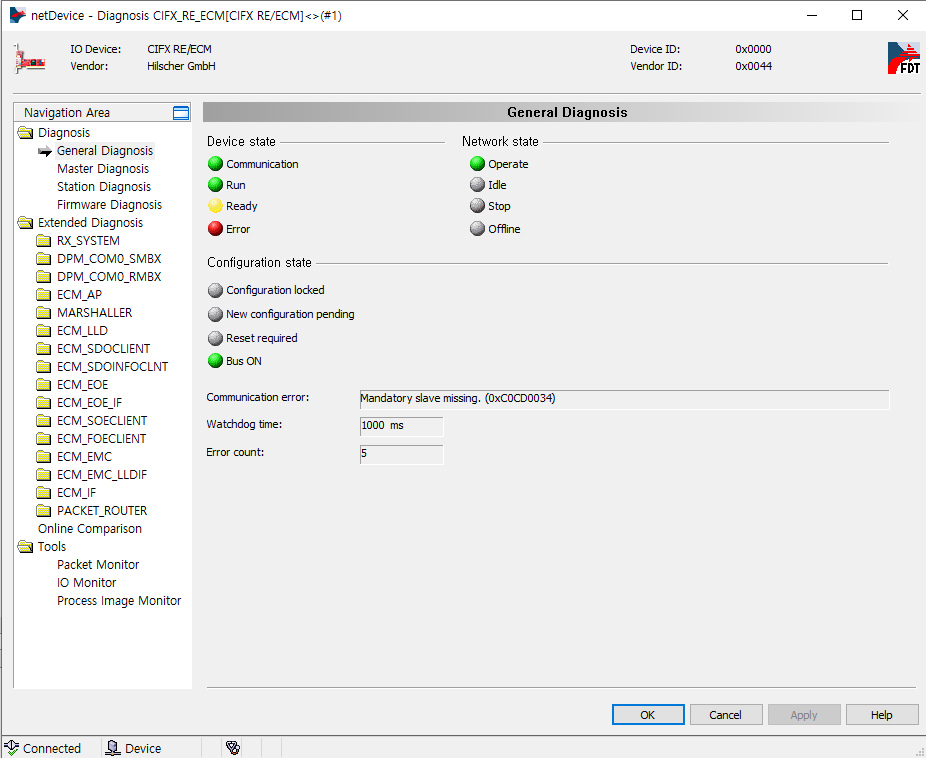 netDevice - Diagnosis CIFX_RE_ECM[CIFX RE/ECM]<>(#1)
IO Device: CIFX RE/ECM Device ID: 0x0000
Vendor: Hilscher GmbH Vendor ID: 0x0044
FDT
Navigation Area
Diagnosis
General Diagnosis
Master Diagnosis
Station Diagnosis
Firmware Diagnosis
Extended Diagnosis
RX_SYSTEM
DPM_COM0_SMBX
DPM_COM0_RMBX
ECM_AP
MARSHALLER
ECM_LLD
ECM_SDOCLIENT
ECM_SDOINFOCLNT
ECM_EOE
ECM_EOE_IF
ECM_SOECLIENT
ECM_FOECLIENT
ECM_EMC
ECM_EMC_LLDIF
ECM_IF
PACKET_ROUTER
Online Comparison
Tools
Packet Monitor
IO Monitor
Process Image Monitor
General Diagnosis
Device state
Communication
Run
Ready
Error
Network state
Operate
Idle
Stop
Offline
Configuration state
Configuration locked
New configuration pending
Reset required
Bus ON
Communication error: Mandatory slave missing. (0xC0CD0034)
Watchdog time: 1000 ms
Error count: 5
OK Cancel Apply Help
Connected Device